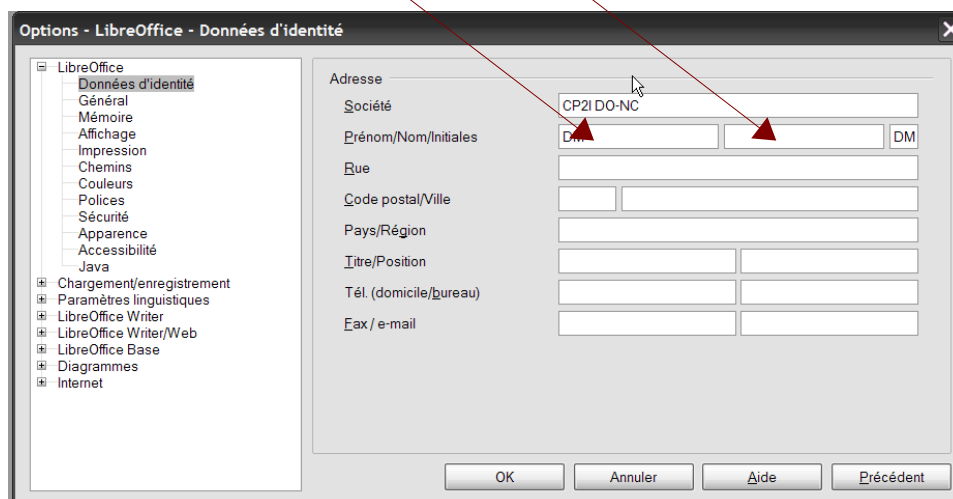 Options - LibreOffice - Données d'identité
LibreOffice
Données d'identité
Général
Mémoire
Affichage
Impression
Chemins
Couleurs
Polices
Sécurité
Apparence
Accessibilité
Java
Chargement/enregistrement
Paramètres linguistiques
LibreOffice Writer
LibreOffice Writer/Web
LibreOffice Base
Diagrammes
Internet
Adresse
Société CP2I DO-NC
Prénom/Nom/Initiales DM DM
Rue
Code postal/Ville
Pays/Région
Titre/Position
Tél. (domicile/bureau)
Fax / e-mail
OK Annuler Aide Précédent